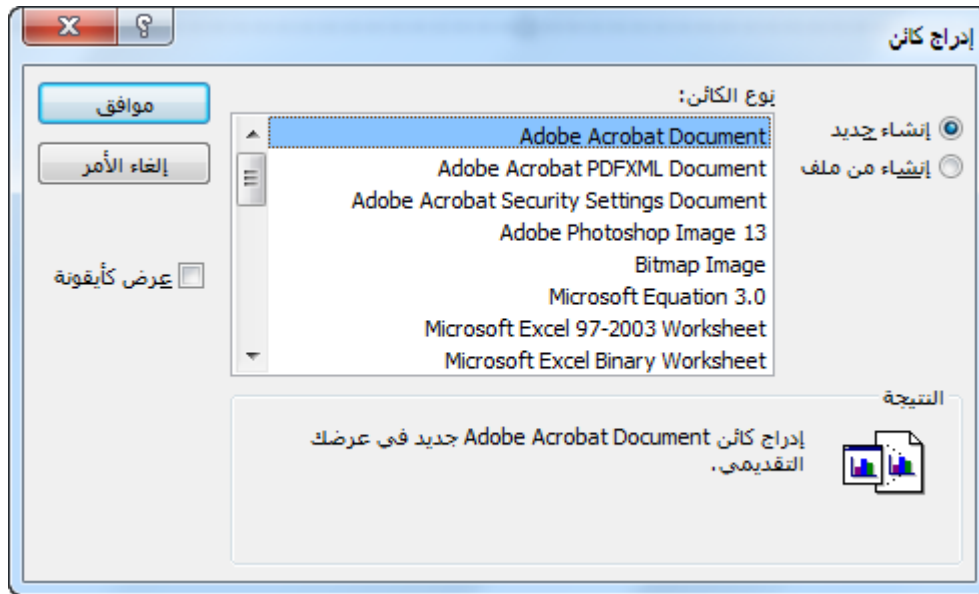 إدراج كائن
إنشاء جديد
إنشاء من ملف
نوع الكائن:
Adobe Acrobat Document
Adobe Acrobat PDFXML Document
Adobe Acrobat Security Settings Document
Adobe Photoshop Image 13
Bitmap Image
Microsoft Equation 3.0
Microsoft Excel 97-2003 Worksheet
Microsoft Excel Binary Worksheet
موافق
إلغاء الأمر
عرض كأيقونة
النتيجة
إدراج كائن Adobe Acrobat Document جديد في عرضك
التقديمي.